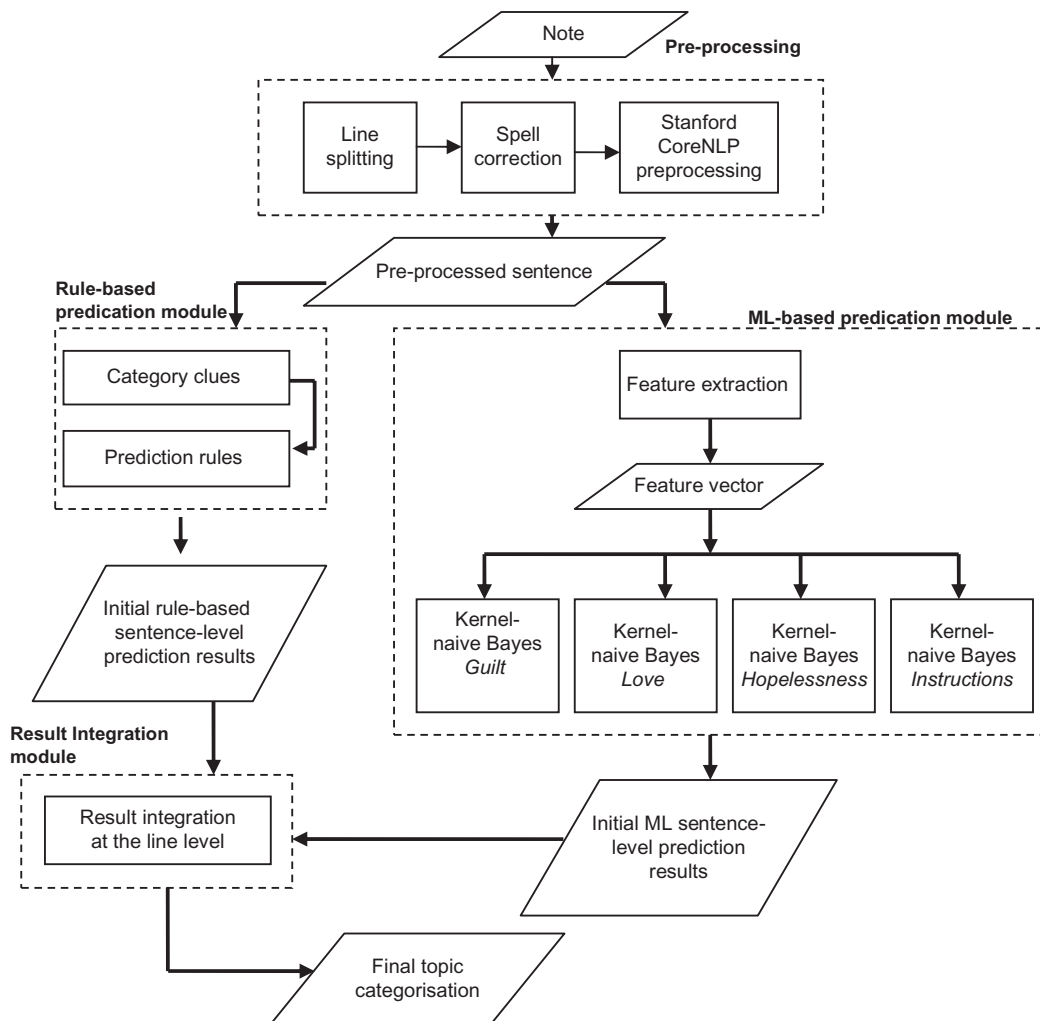 Note
Pre-processing
Line
splitting
Spell
correction
Stanford
CoreNLP
preprocessing
Pre-processed sentence
Rule-based
predication module
ML-based predication module
Category clues
Prediction rules
Feature extraction
Feature vector
Initial rule-based
sentence-level
prediction results
Kernel-
naive Bayes
Guilt
Kernel-
naive Bayes
Love
Kernel-
naive Bayes
Hopelessness
Kernel-
naive Bayes
Instructions
Result Integration
module
Result integration
at the line level
Initial ML sentence-
level prediction
results
Final topic
categorisation